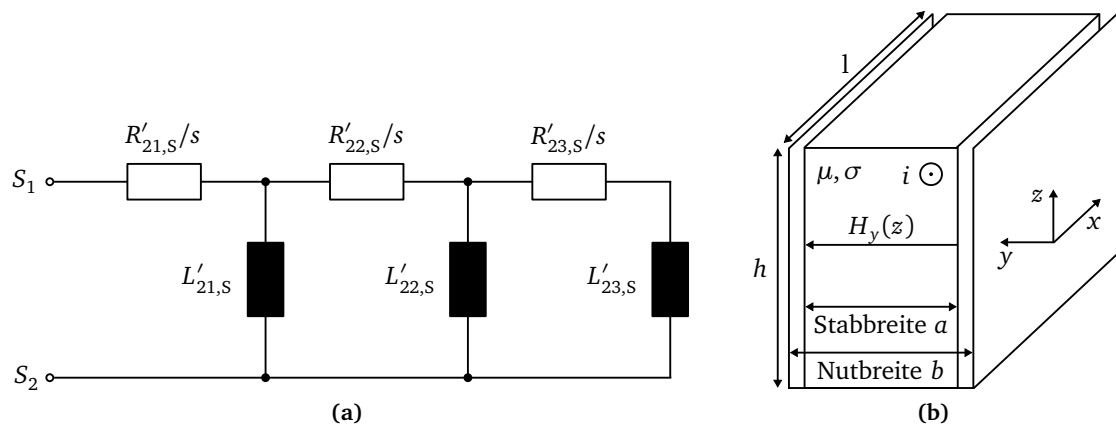 R′21,S/s
R′22,S/s
R′23,S/s
S1
L′21,S
L′22,S
L′23,S
S2
(a)
l
μ, σ
i
Hy(z)
h
z
x
y
Stabbreite a
Nutbreite b
(b)